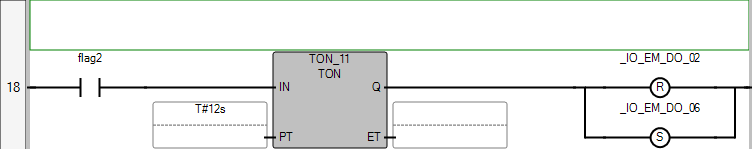 flag2
TON_11
TON
_IO_EM_DO_02
18
IN
Q
R
T#12s
_IO_EM_DO_06
PT
ET
S